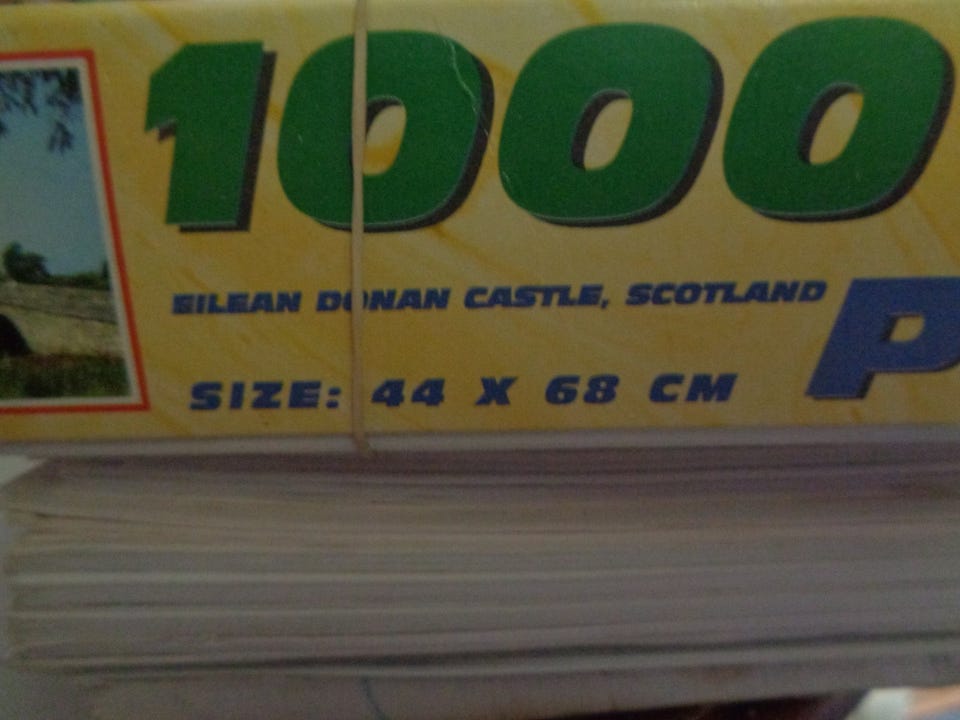 1000
EILEAN DONAN CASTLE, SCOTLAND
P
SIZE: 44 X 68 CM